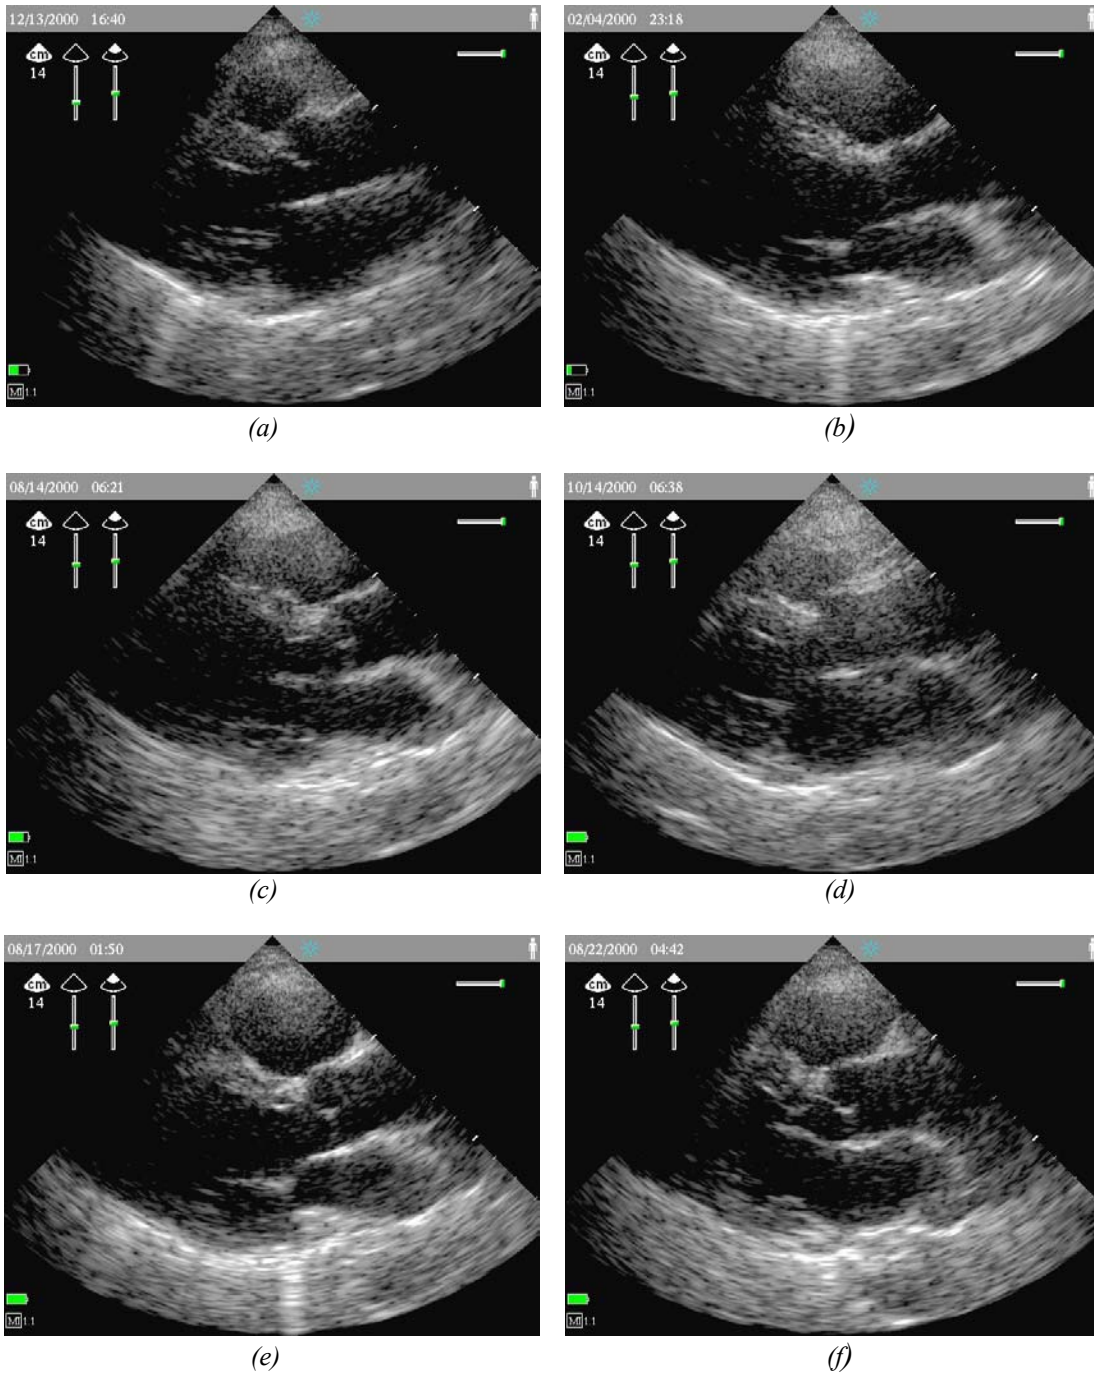 12/13/2000 16:40
cm
14
MI 1.1
(a)
02/04/2000 23:18
cm
14
MI 1.1
(b)
08/14/2000 06:21
cm
14
MI 1.1
(c)
10/14/2000 06:38
cm
14
MI 1.1
(d)
08/17/2000 01:50
cm
14
MI 1.1
(e)
08/22/2000 04:42
cm
14
MI 1.1
(f)